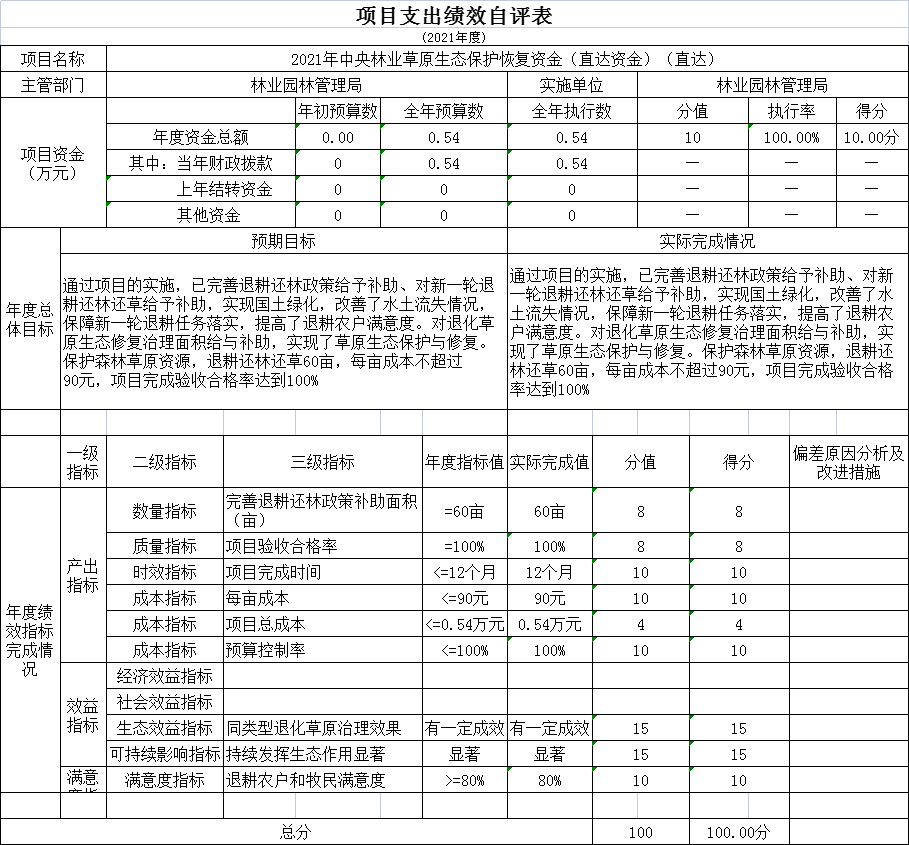 项目支出绩效自评表
(2021年度)
项目名称 2021年中央林业草原生态保护恢复资金（直达资金）（直达）
主管部门 林业园林管理局 实施单位 林业园林管理局
项目资金
（万元）
年初预算数 全年预算数 全年执行数 分值 执行率 得分
年度资金总额 0.00 0.54 0.54 10 100.00% 10.00分
其中：当年财政拨款 0 0.54 0.54 — — —
上年结转资金 0 0 0 — — —
其他资金 0 0 0 — — —
年度总
体目标
预期目标 实际完成情况
通过项目的实施，已完善退耕还林政策给予补助、对新一轮退
耕还林还草给予补助，实现国土绿化，改善了水土流失情况，
保障新一轮退耕任务落实，提高了退耕农户满意度。对退化草
原生态修复治理面积给与补助，实现了草原生态保护与修复。
保护森林草原资源，退耕还林还草60亩，每亩成本不超过
90元，项目完成验收合格率达到100%
通过项目的实施，已完善退耕还林政策给予补助、对新
一轮退耕还林还草给予补助，实现国土绿化，改善了水
土流失情况，保障新一轮退耕任务落实，提高了退耕农
户满意度。对退化草原生态修复治理面积给与补助，实
现了草原生态保护与修复。保护森林草原资源，退耕还
林还草60亩，每亩成本不超过90元，项目完成验收合格
率达到100%
一级
指标
二级指标 三级指标 年度指标值 实际完成值 分值 得分
偏差原因分析及
改进措施
年度绩
效指标
完成情
况
产出
指标
数量指标
完善退耕还林政策补助面积
（亩）
=60亩 60亩 8 8
质量指标 项目验收合格率 =100% 100% 8 8
时效指标 项目完成时间 <=12个月 12个月 10 10
成本指标 每亩成本 <=90元 90元 10 10
成本指标 项目总成本 <=0.54万元 0.54万元 4 4
成本指标 预算控制率 <=100% 100% 10 10
效益
指标
经济效益指标
社会效益指标
生态效益指标 同类型退化草原治理效果 有一定成效 有一定成效 15 15
可持续影响指标 持续发挥生态作用显著 显著 显著 15 15
满意
满意度指标 退耕农户和牧民满意度 >=80% 80% 10 10
总分 100 100.00分